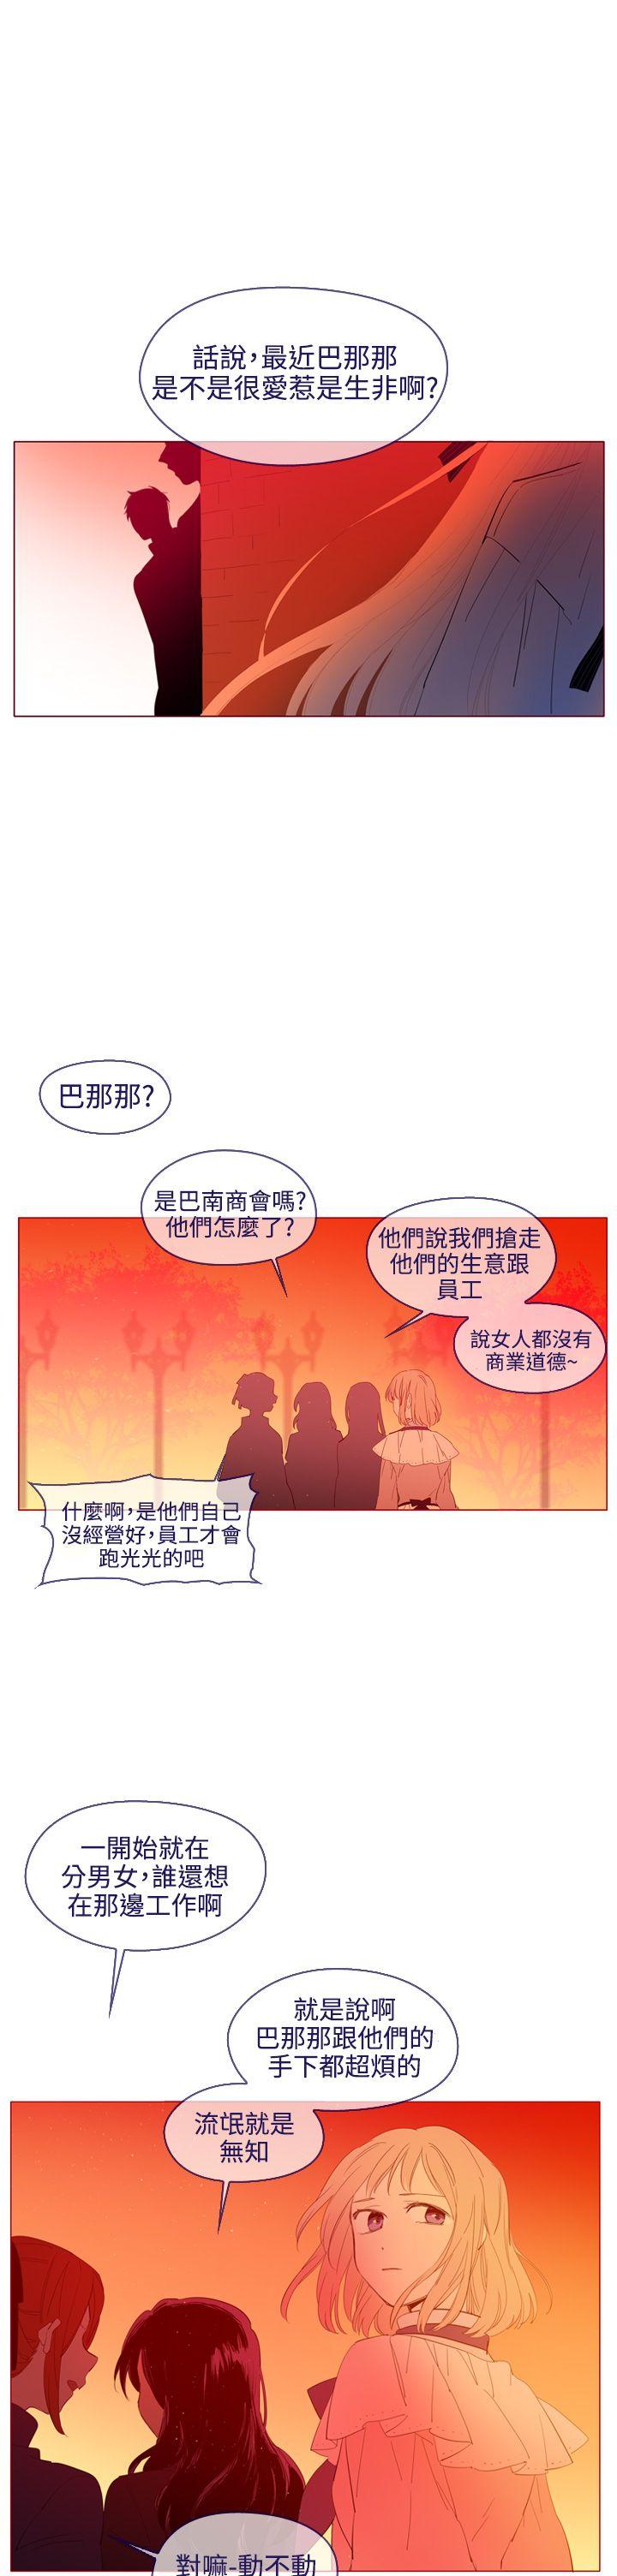 話說,最近巴那那
是不是很愛惹是生非啊?
巴那那?
是巴南商會嗎?
他們怎麼了?
他們說我們搶走
他們的生意跟
員工
說女人都沒有
商業道德~
什麼啊,是他們自己
沒經營好,員工才會
跑光光的吧
一開始就在
分男女,誰還想
在那邊工作啊
就是說啊
巴那那跟他們的
手下都超煩的
流氓就是
無知
對嘛-動不動